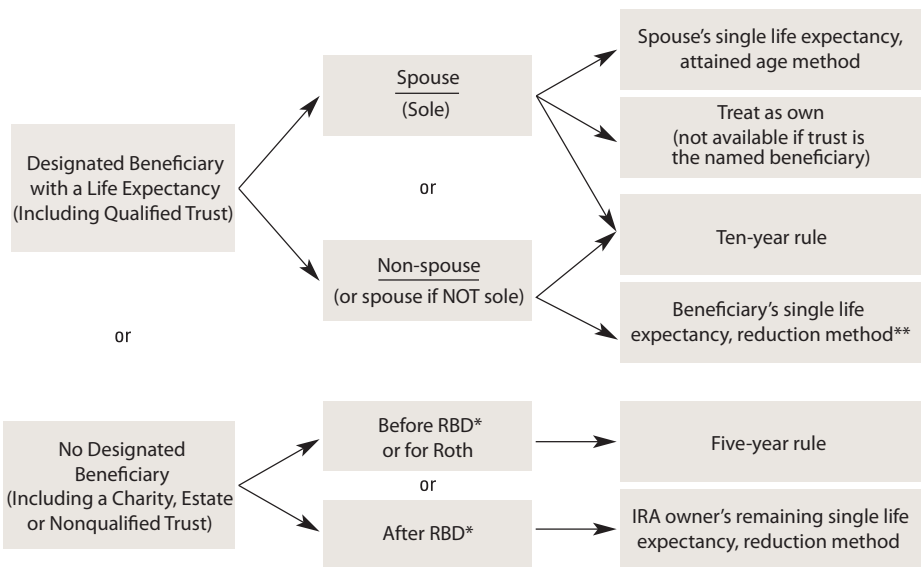 Designated Beneficiary
with a Life Expectancy
(Including Qualified Trust)
or
No Designated
Beneficiary
(Including a Charity, Estate
or Nonqualified Trust)
Spouse
(Sole)
or
Non-spouse
(or spouse if NOT sole)
Before RBD*
or for Roth
or
After RBD*
Spouse’s single life expectancy,
attained age method
Treat as own
(not available if trust is
the named beneficiary)
Ten-year rule
Beneficiary’s single life
expectancy, reduction method**
Five-year rule
IRA owner’s remaining single life
expectancy, reduction method